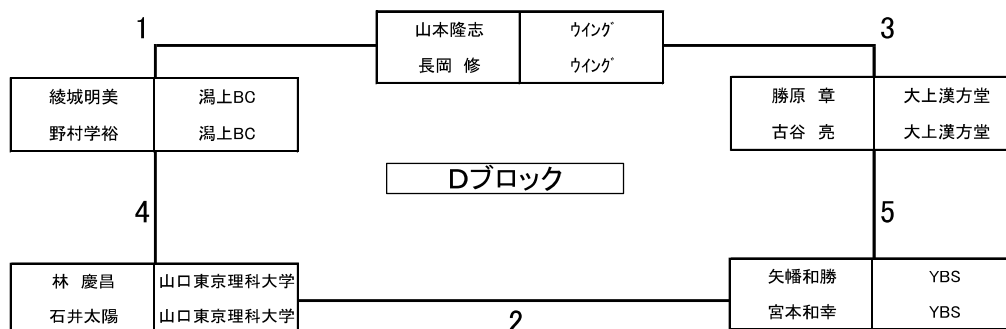 1
山本隆志 ウイング
長岡 修 ウイング
3
綾城明美 潟上BC
野村学裕 潟上BC
勝原 章 大上漢方堂
古谷 亮 大上漢方堂
Dブロック
4
5
林 慶昌 山口東京理科大学
石井太陽 山口東京理科大学
矢幡和勝 YBS
宮本和幸 YBS
2